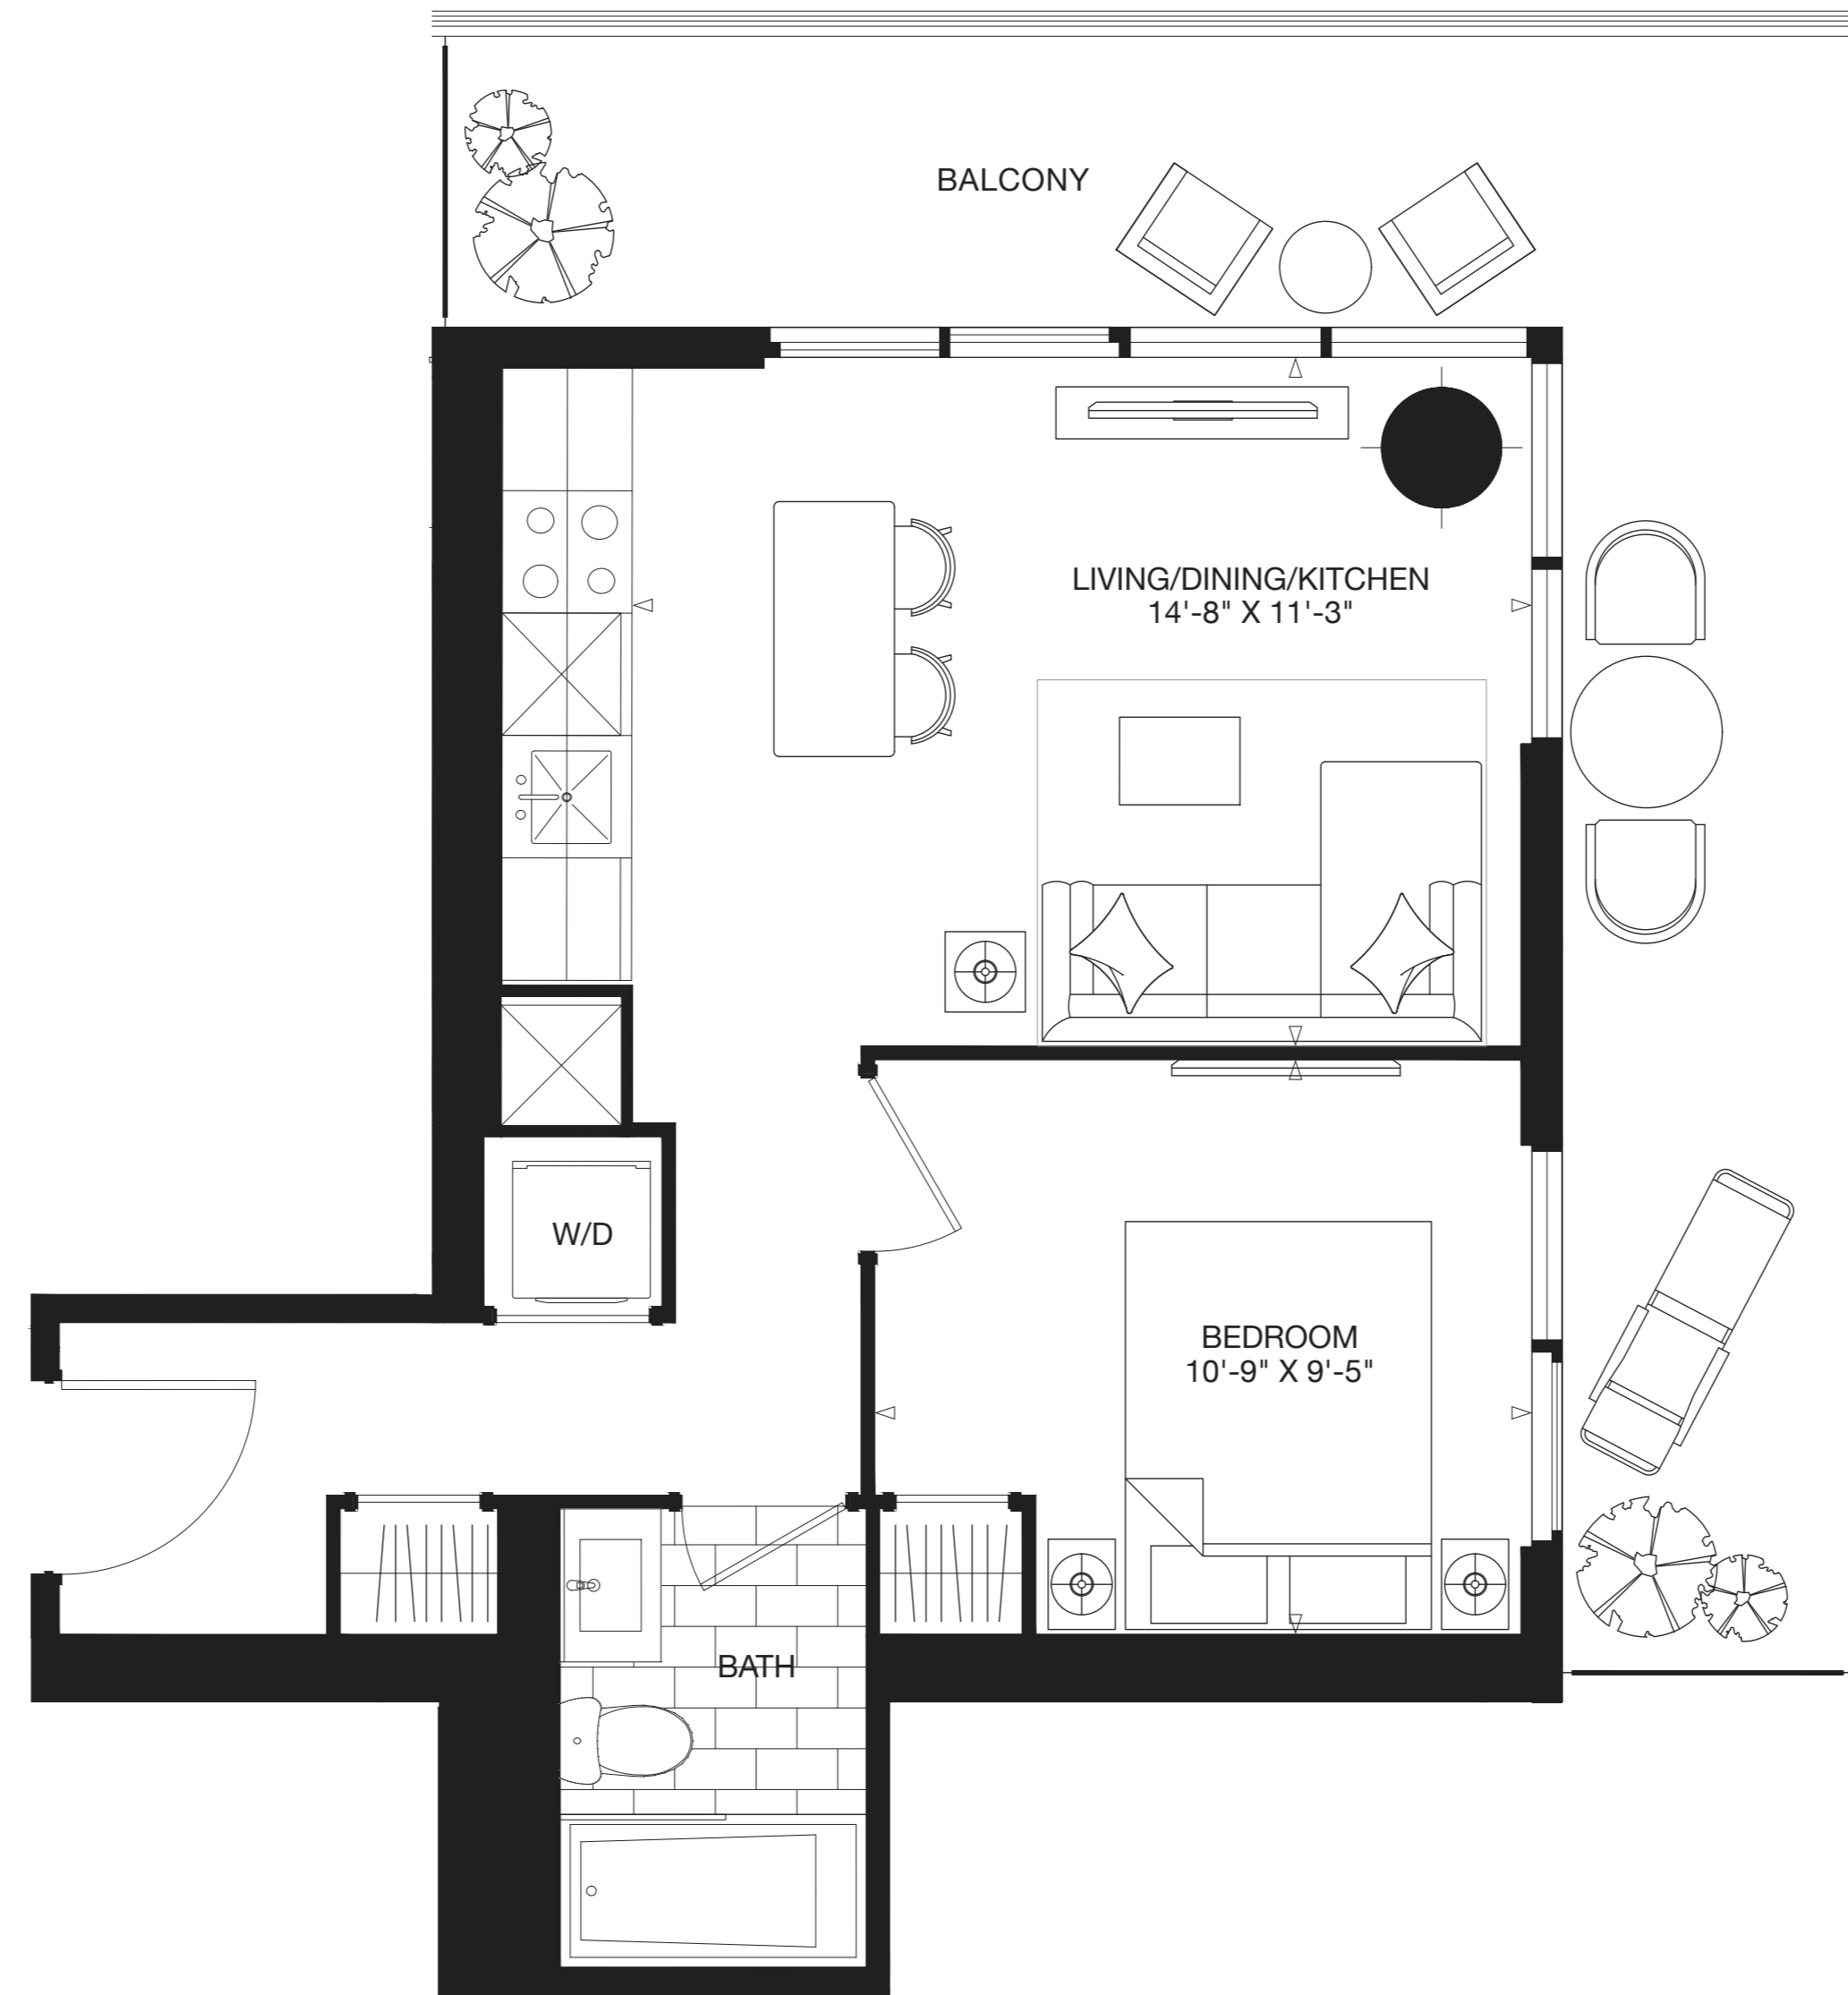 BALCONY
LIVING/DINING/KITCHEN
14'-8" X 11'-3"
W/D
BEDROOM
10'-9" X 9'-5"
BATH